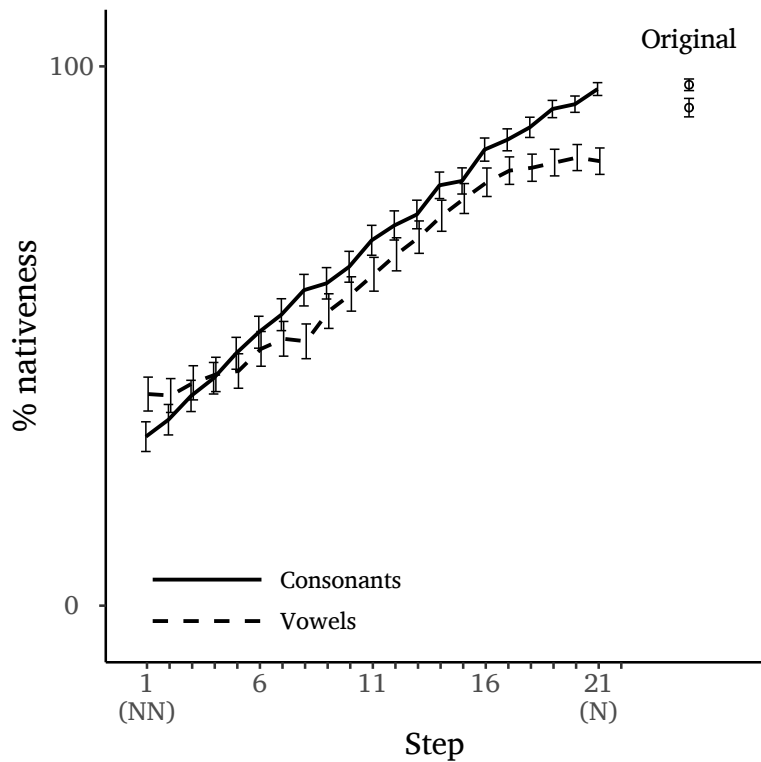 Original
100
% nativeness
0
Consonants
Vowels
1 6 11 16 21
(NN) (N)
Step